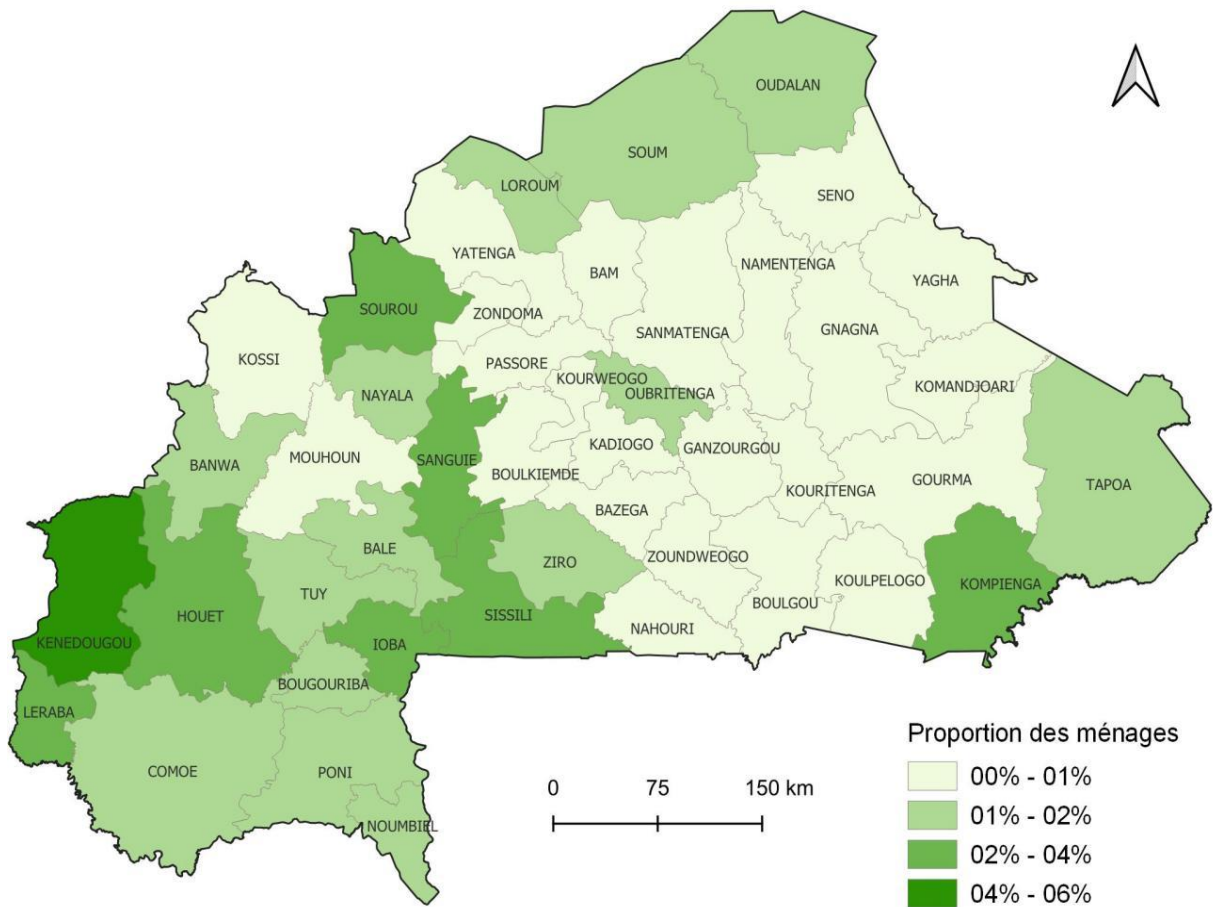 OUDALAN
SOUM
LOROUM
SENO
YATENGA
BAM
NAMENTENGA
YAGHA
SOUROU
ZONDOMA
SANMATENGA
GNAGNA
KOSSI
PASSORE
KOURWEOGO
KOMANDJOARI
NAYALA
OUBRITENGA
BANWA
MOUHOUN
SANGUIE
BOULKIEMDE
KADIOGO
GANZOURGOU
GOURMA
TAPOA
KOURITENGA
BAZEGA
BALE
ZIRO
ZOUNDWEOGO
KOULPELOGO
KOMPIENGA
TUY
BOULGOU
HOUET
SISSILI
NAHOURI
KENEDOUGOU
IOBA
BOUGOURIBA
LERABA
COMOE
PONI
NOUMBIEL
0 75 150 km
Proportion des ménages
00% - 01%
01% - 02%
02% - 04%
04% - 06%